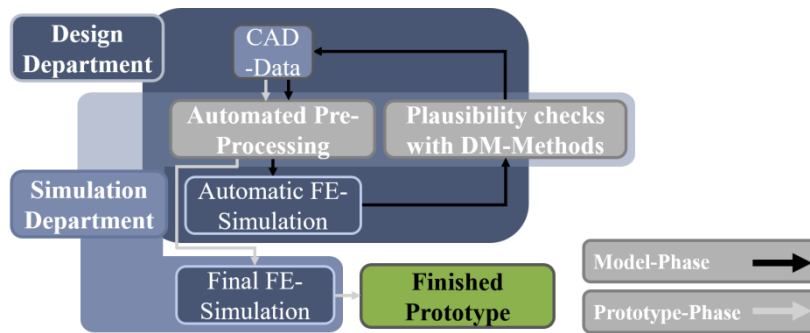 Design
Department
CAD
-Data
Automated Pre-
Processing
Plausibility checks
with DM-Methods
Simulation
Department
Automatic FE-
Simulation
Final FE-
Simulation
Finished
Prototype
Model-Phase
Prototype-Phase